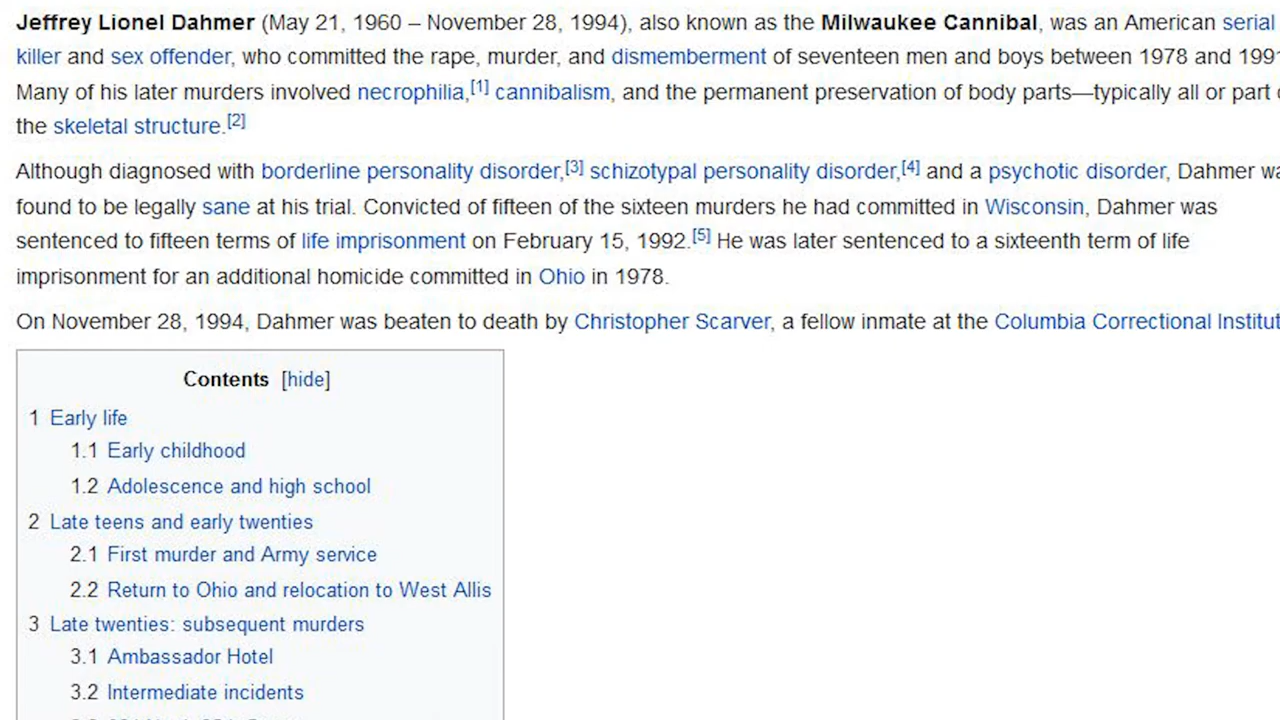 Jeffrey Lionel Dahmer (May 21, 1960 – November 28, 1994), also known as the Milwaukee Cannibal, was an American serial
killer and sex offender, who committed the rape, murder, and dismemberment of seventeen men and boys between 1978 and
Many of his later murders involved necrophilia,[1] cannibalism, and the permanent preservation of body parts—typically all or part
the skeletal structure.[2]
Although diagnosed with borderline personality disorder,[3] schizotypal personality disorder,[4] and a psychotic disorder, Dahmer
found to be legally sane at his trial. Convicted of fifteen of the sixteen murders he had committed in Wisconsin, Dahmer was
sentenced to fifteen terms of life imprisonment on February 15, 1992.[5] He was later sentenced to a sixteenth term of life
imprisonment for an additional homicide committed in Ohio in 1978.
On November 28, 1994, Dahmer was beaten to death by Christopher Scarver, a fellow inmate at the Columbia Correctional
Contents [hide]
1 Early life
1.1 Early childhood
1.2 Adolescence and high school
2 Late teens and early twenties
2.1 First murder and Army service
2.2 Return to Ohio and relocation to West Allis
3 Late twenties: subsequent murders
3.1 Ambassador Hotel
3.2 Intermediate incidents